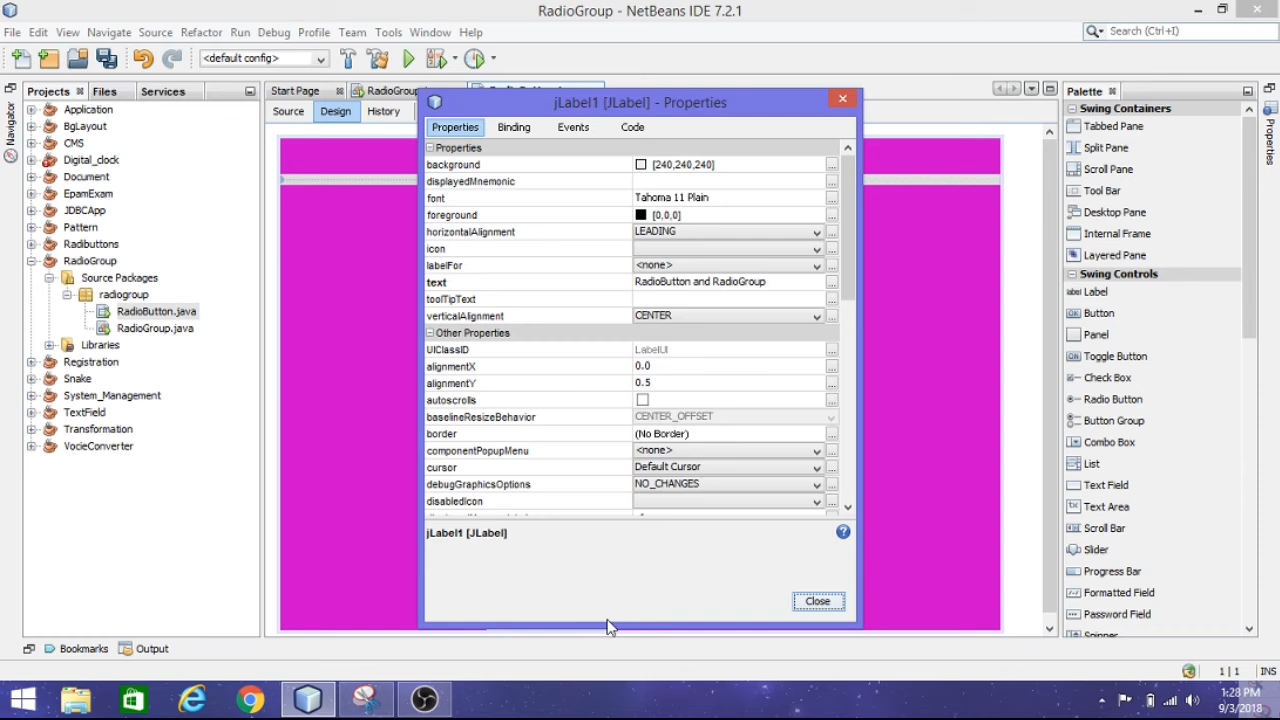 RadioGroup - NetBeans IDE 7.2.1
File Edit View Navigate Source Refactor Run Debug Profile Team Tools Window Help
Search (Ctrl+I)
<default config>
Projects Files Services
Start Page RadioGroup
Source Design History
Navigator
Application
BgLayout
CMS
Digital_clock
Document
EpamExam
JDBCApp
Pattern
Radibuttons
RadioGroup
Source Packages
radiogroup
RadioButton.java
RadioGroup.java
Libraries
Registration
Snake
System_Management
TextField
Transformation
VocieConverter
jLabel1 [JLabel] - Properties
Properties Binding Events Code
Properties
background [240,240,240]
displayedMnemonic
font Tahoma 11 Plain
foreground [0,0,0]
horizontalAlignment LEADING
icon
labelFor <none>
text RadioButton and RadioGroup
toolTipText
verticalAlignment CENTER
Other Properties
UIClassID LabelUI
alignmentX 0.0
alignmentY 0.5
autoscrolls
baselineResizeBehavior CENTER_OFFSET
border (No Border)
componentPopupMenu <none>
cursor Default Cursor
debugGraphicsOptions NO_CHANGES
disabledIcon
jLabel1 [JLabel]
Close
Palette
Swing Containers
Tabbed Pane
Split Pane
Scroll Pane
Tool Bar
Desktop Pane
Internal Frame
Layered Pane
Swing Controls
label Label
OK Button
Panel
ON Toggle Button
Check Box
Radio Button
Button Group
Combo Box
List
Text Field
Text Area
Scroll Bar
Slider
Progress Bar
Formatted Field
Password Field
Spinner
Properties
Bookmarks Output
1 | 1 INS
1:28 PM
9/3/2018